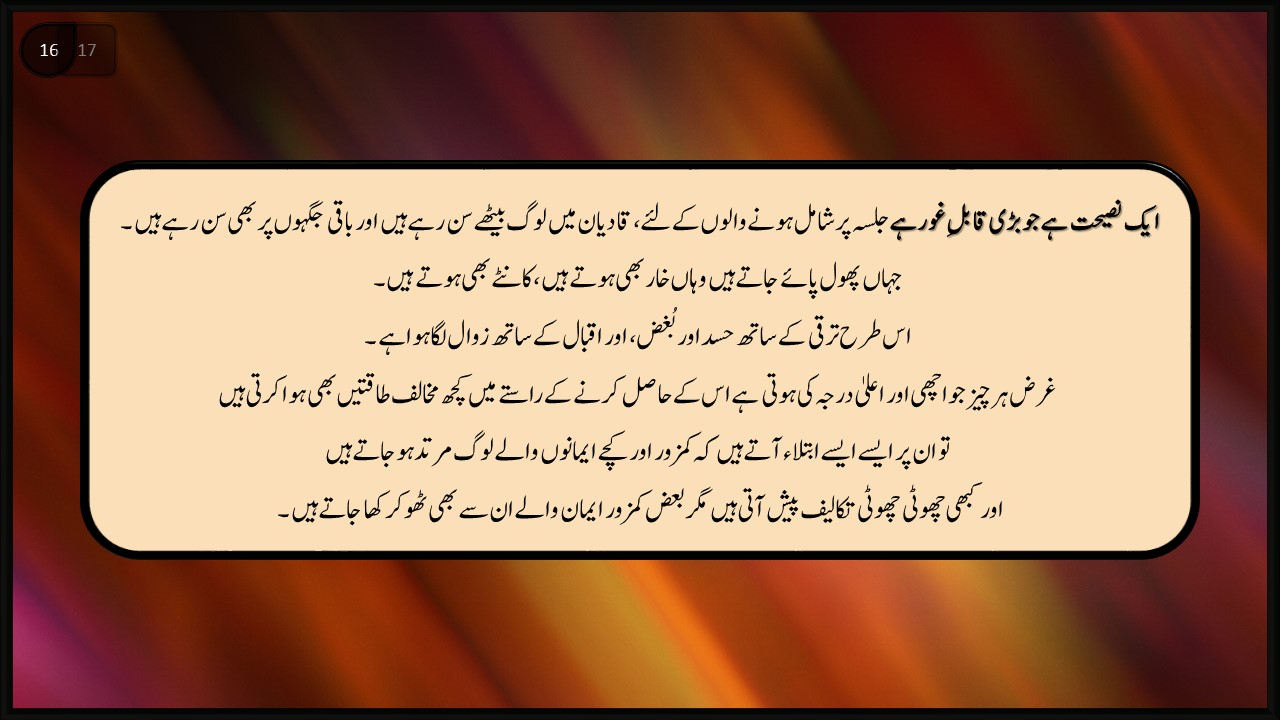 16 17
ایک نصیحت ہے جو بڑی قابلِ غور ہے جلسہ پر شامل ہونے والوں کے لئے، قادیان میں لوگ بیٹھے سن رہے ہیں اور باقی جگہوں پر بھی سن رہے ہیں۔
جہاں پھول پائے جاتے ہیں وہاں خار بھی ہوتے ہیں، کانٹے بھی ہوتے ہیں۔
اس طرح ترقی کے ساتھ حسد اور بُغض، اور اقبال کے ساتھ زوال لگا ہوا ہے۔
غرض ہر چیز جو اچھی اور اعلیٰ درجہ کی ہوتی ہے اس کے حاصل کرنے کے راستے میں کچھ مخالف طاقتیں بھی ہوا کرتی ہیں
تو ان پر ایسے ایسے ابتلاء آتے ہیں کہ کمزور اور کچے ایمانوں والے لوگ مرتد ہو جاتے ہیں
اور کبھی چھوٹی چھوٹی تکالیف پیش آتی ہیں مگر بعض کمزور ایمان والے ان سے بھی ٹھوکر کھا جاتے ہیں۔